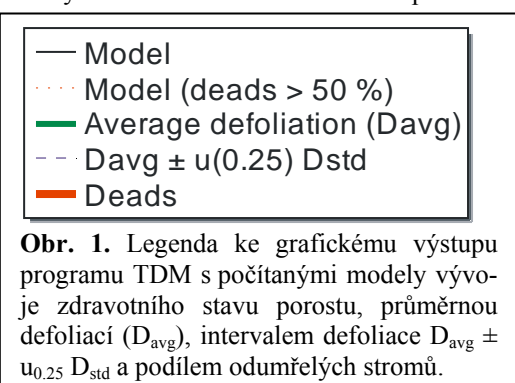 Model
Model (deads > 50 %)
Average defoliation (Davg)
Davg ± u(0.25) Dstd
Deads
Obr. 1. Legenda ke grafickému výstupu
programu TDM s počítanými modely vývo-
je zdravotního stavu porostu, průměrnou
defoliací (Davg), intervalem defoliace Davg ±
u0.25 Dstd a podílem odumřelých stromů.